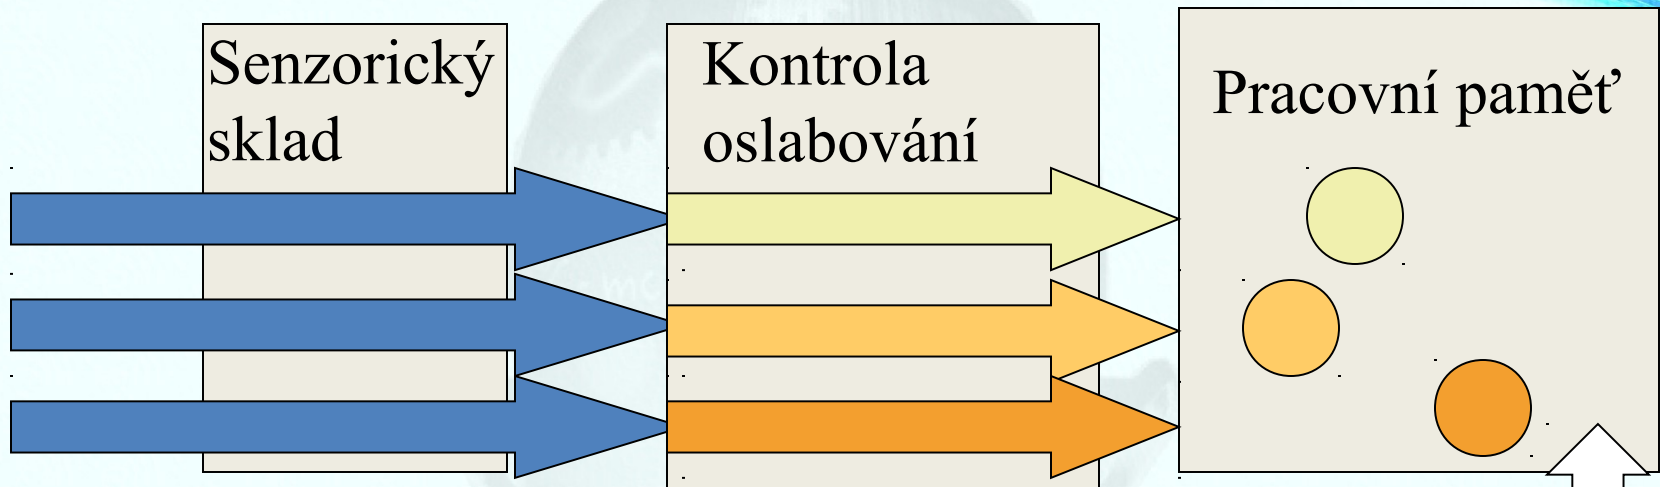 Senzorický
sklad
Kontrola
oslabování
Pracovní paměť